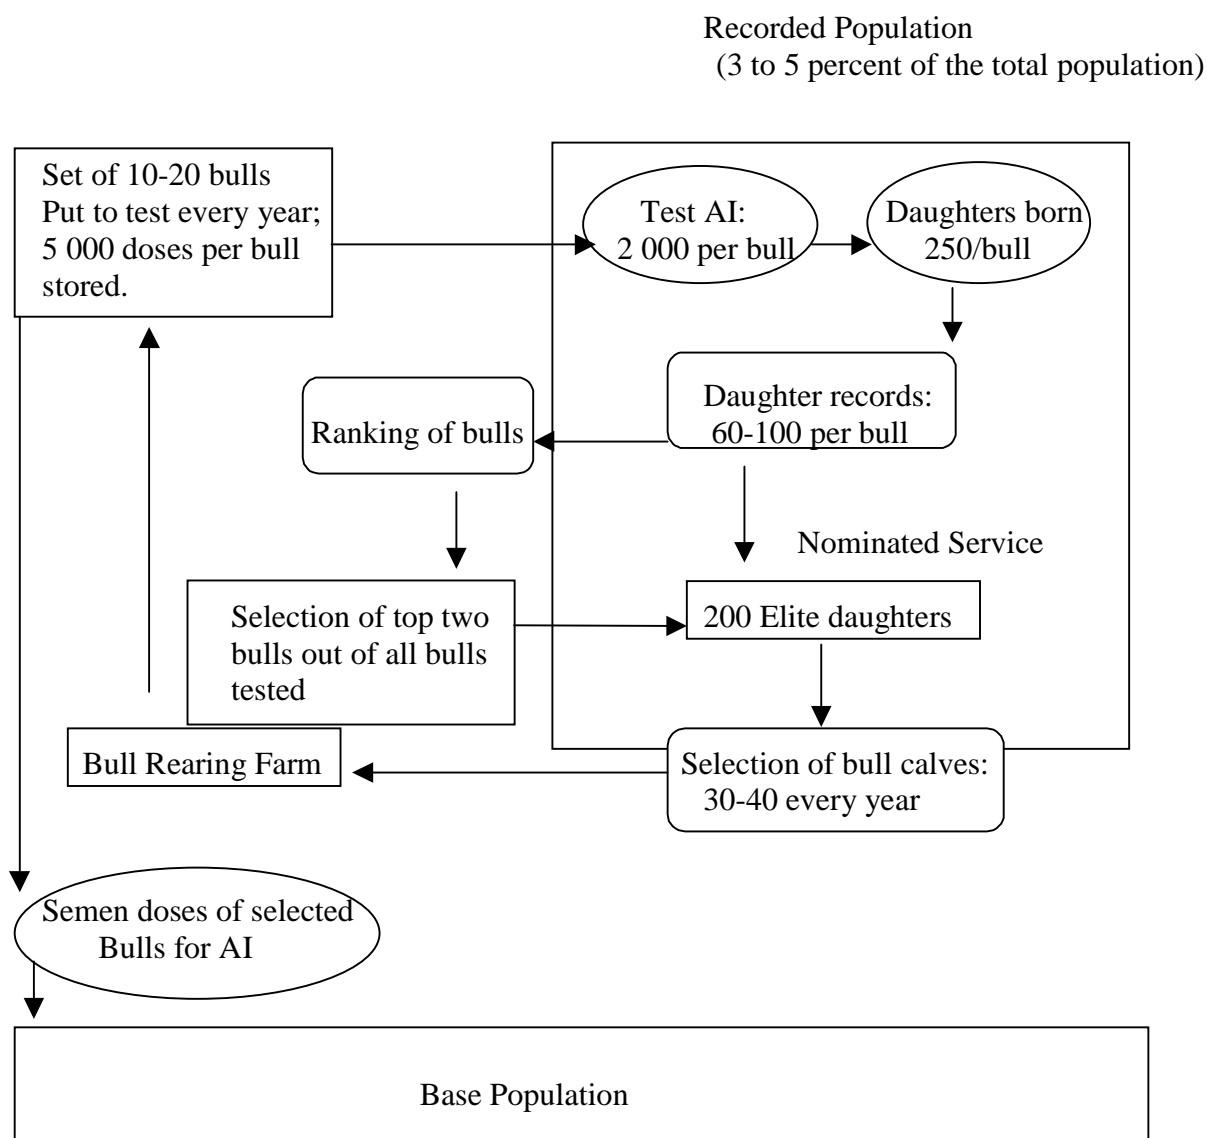 Recorded Population
(3 to 5 percent of the total population)
Set of 10-20 bulls
Put to test every year;
5 000 doses per bull
stored.
Test AI:
2 000 per bull
Daughters born
250/bull
Daughter records:
60-100 per bull
Ranking of bulls
Nominated Service
Selection of top two
bulls out of all bulls
tested
200 Elite daughters
Bull Rearing Farm
Selection of bull calves:
30-40 every year
Semen doses of selected
Bulls for AI
Base Population